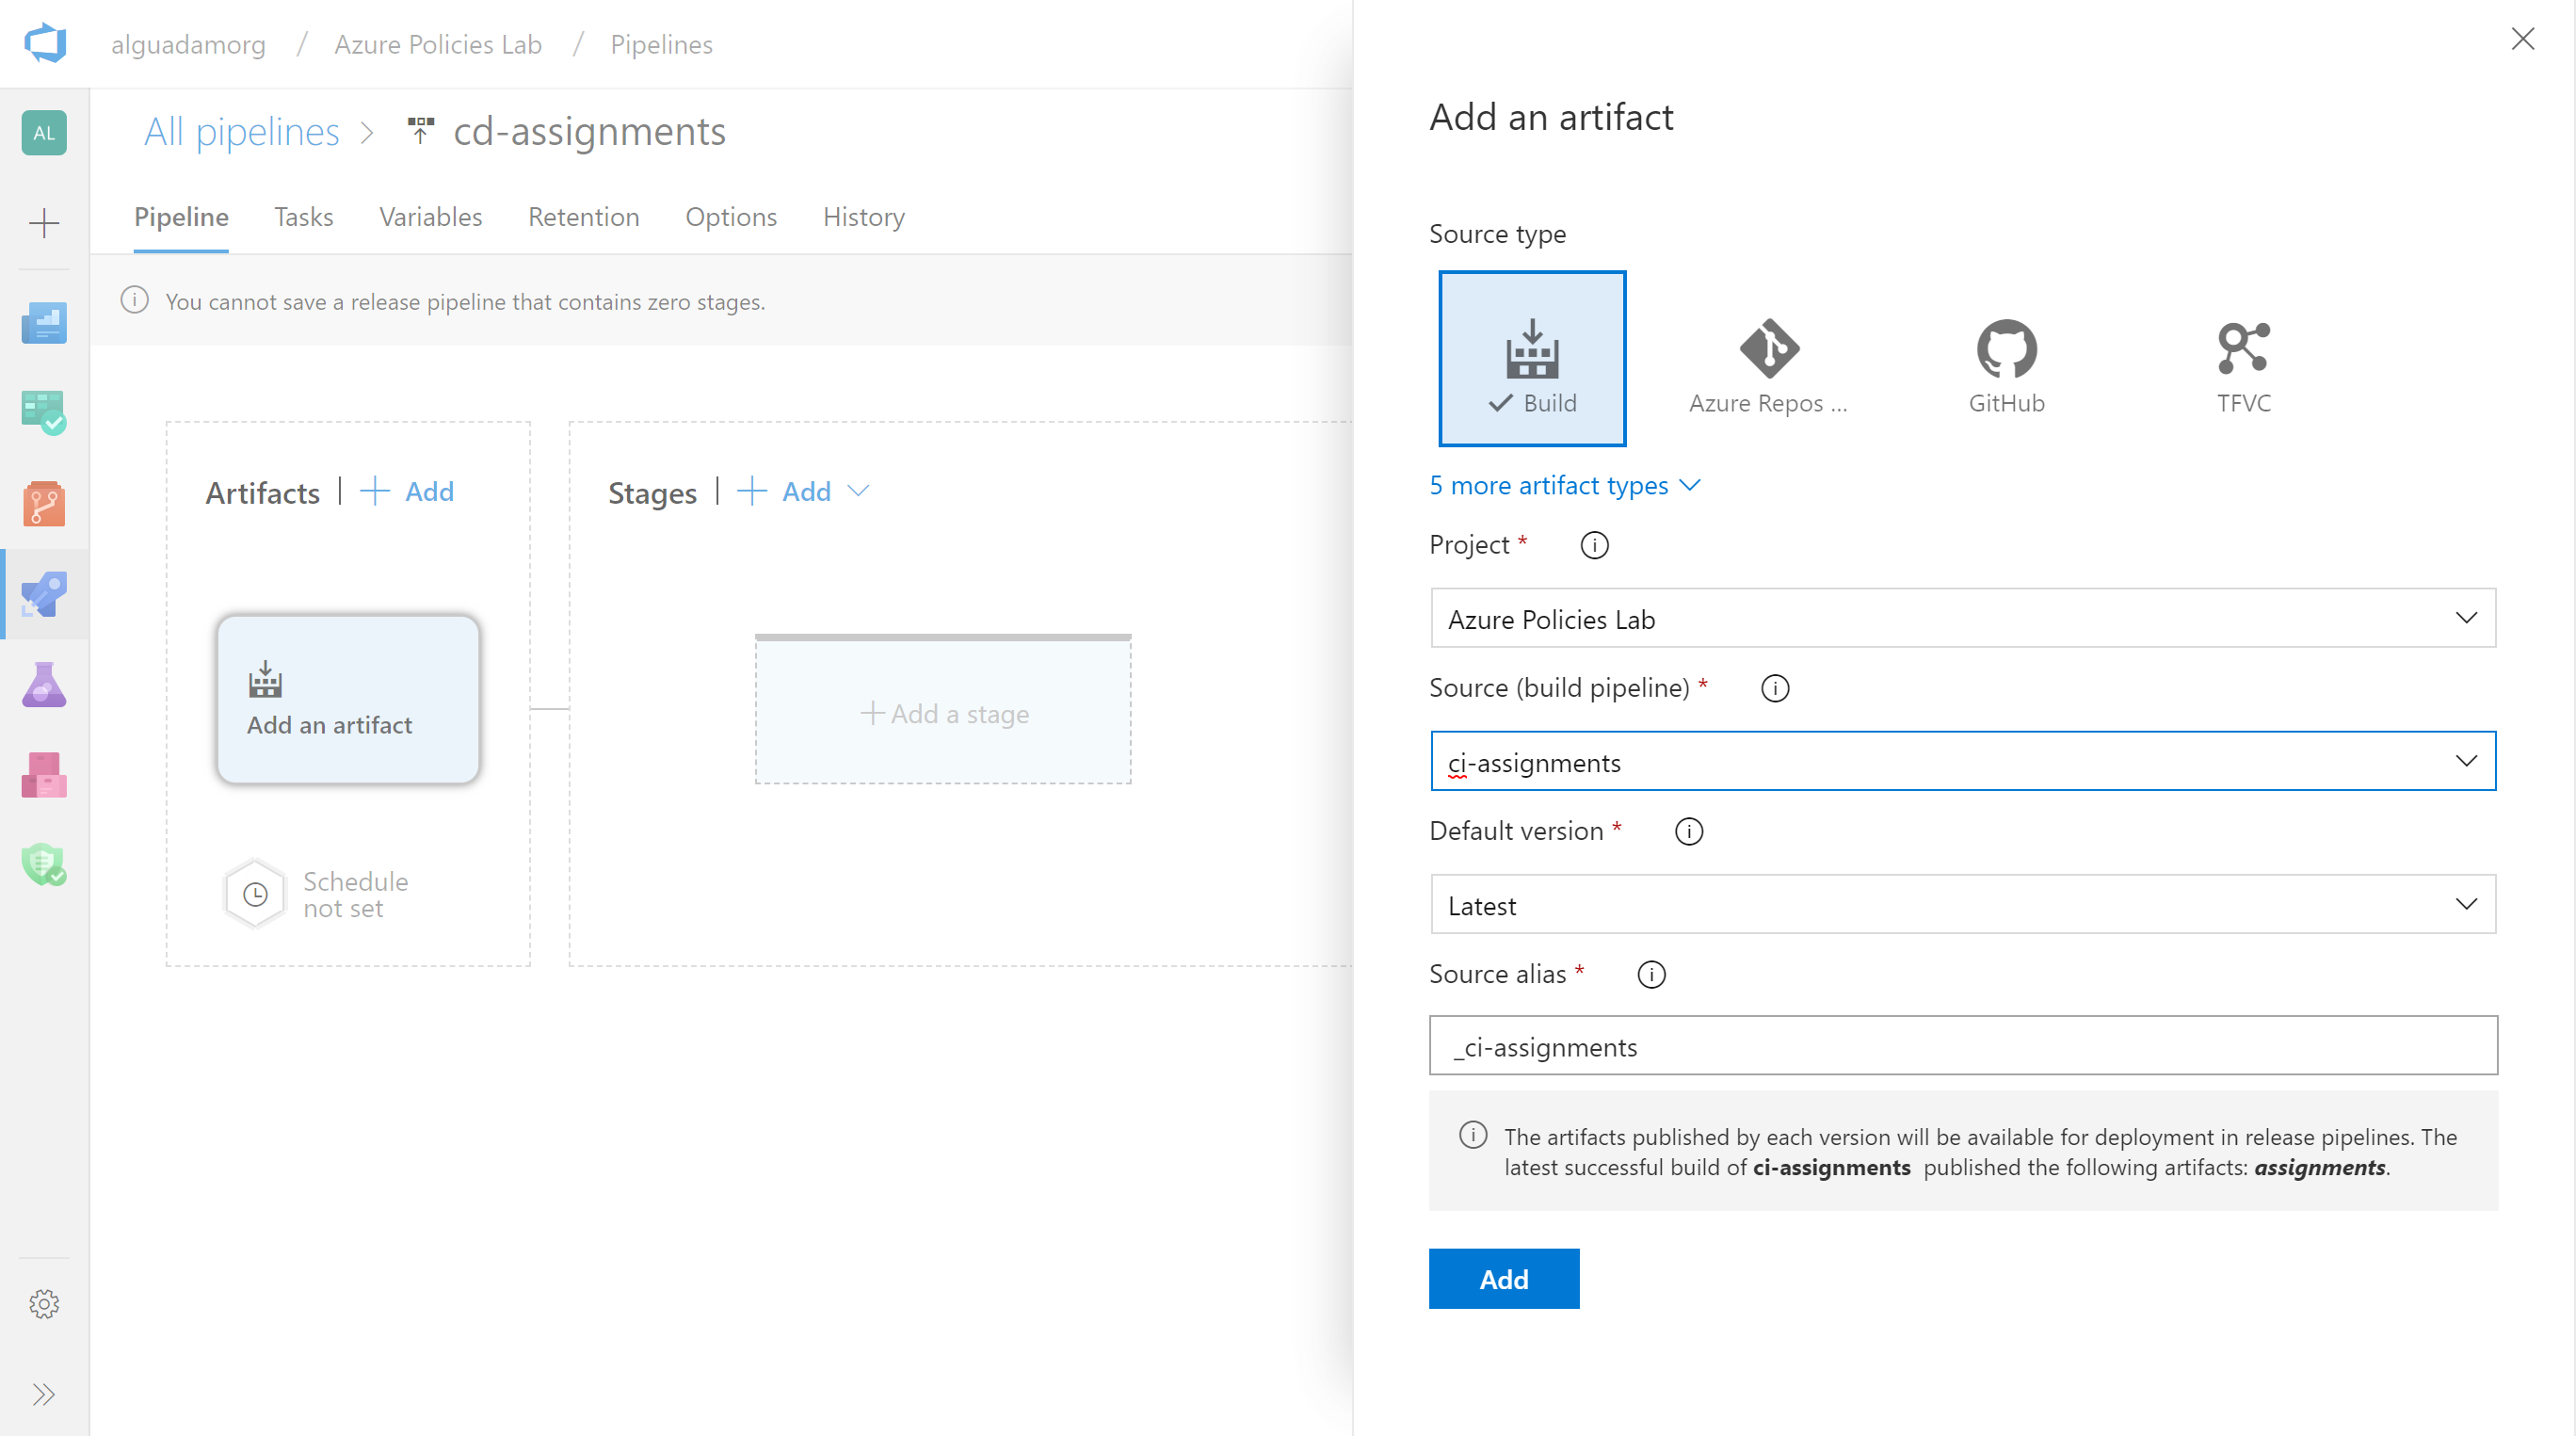 alguadamorg / Azure Policies Lab / Pipelines
AL
All pipelines > cd-assignments
Pipeline Tasks Variables Retention Options History
You cannot save a release pipeline that contains zero stages.
Artifacts | + Add
Stages | + Add
Add an artifact
+ Add a stage
Schedule
not set
Add an artifact
Source type
Build
Azure Repos ...
GitHub
TFVC
5 more artifact types
Project *
Azure Policies Lab
Source (build pipeline) *
ci-assignments
Default version *
Latest
Source alias *
_ci-assignments
The artifacts published by each version will be available for deployment in release pipelines. The
latest successful build of ci-assignments published the following artifacts: assignments.
Add